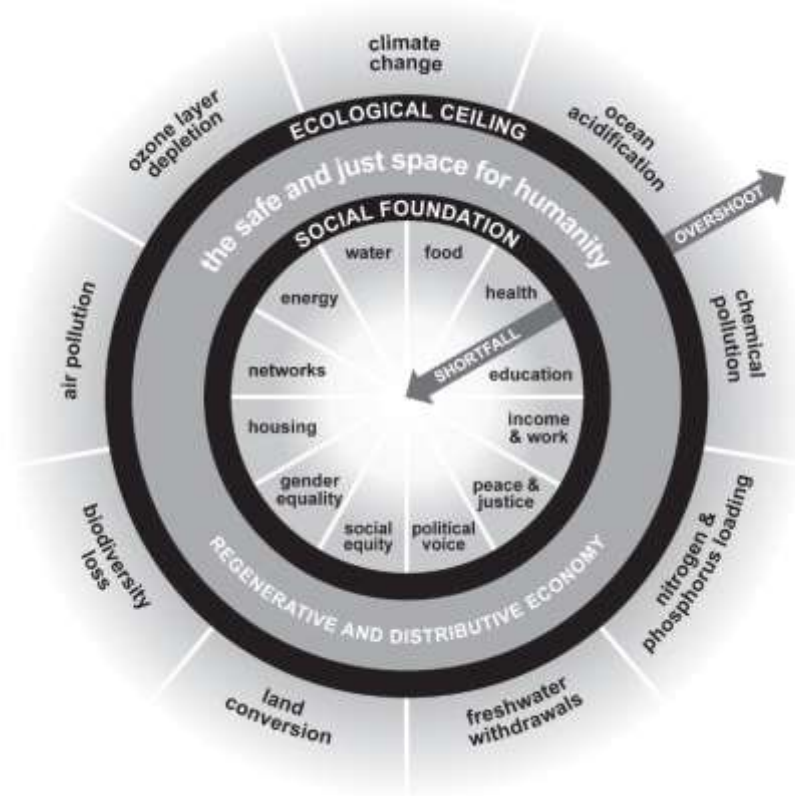 climate
change
ocean
acidification
OVERSHOOT
chemical
pollution
nitrogen &
phosphorus loading
freshwater
withdrawals
land
conversion
biodiversity
loss
air pollution
ozone layer
depletion
ECOLOGICAL CEILING
the safe and just space for humanity
SOCIAL FOUNDATION
water
food
health
SHORTFALL
education
income
& work
peace &
justice
political
voice
social
equity
gender
equality
housing
networks
energy
REGENERATIVE AND DISTRIBUTIVE ECONOMY